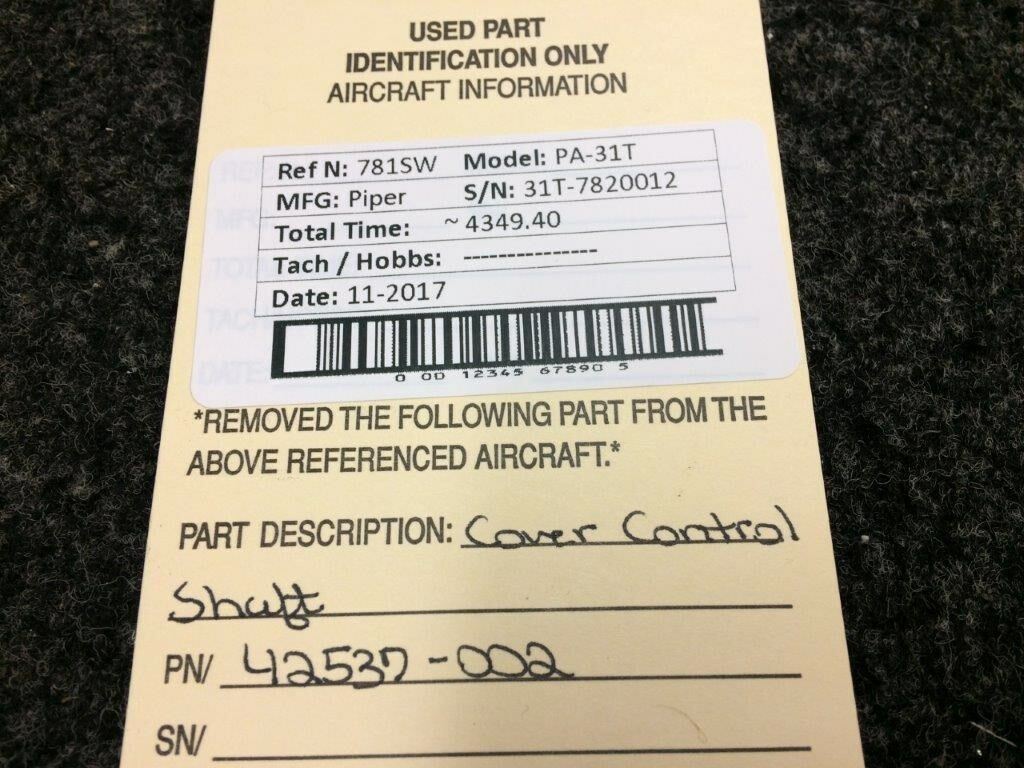 USED PART
IDENTIFICATION ONLY
AIRCRAFT INFORMATION
Ref N: 781SW Model: PA-31T
MFG: Piper S/N: 31T-7820012
Total Time: ~ 4349.40
Tach / Hobbs: ---------------
Date: 11-2017
0 00 12345 67890 5
*REMOVED THE FOLLOWING PART FROM THE
ABOVE REFERENCED AIRCRAFT.*
PART DESCRIPTION: Cover Control
Shaft
PN/ 42537-002
SN/